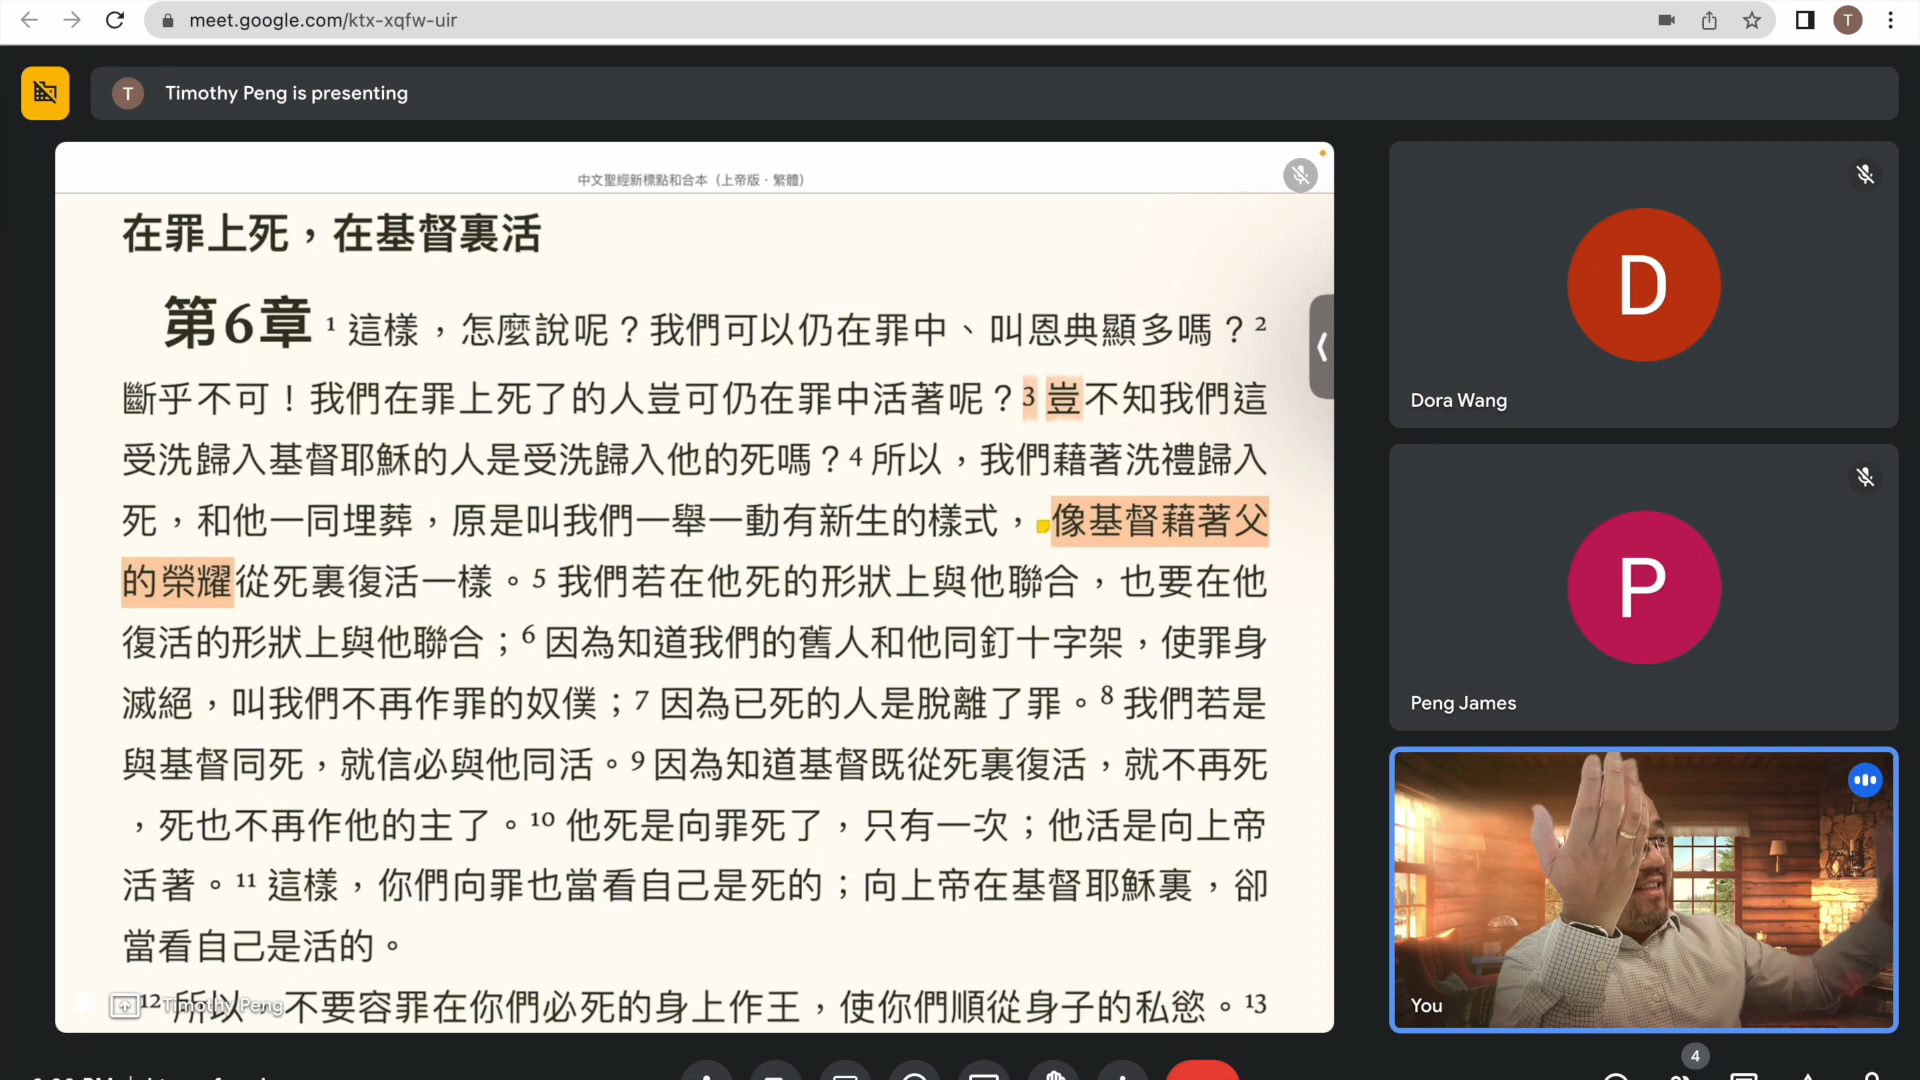 meet.google.com/ktx-xqfw-uir
T
T
Timothy Peng is presenting
中文聖經新標點和合本（上帝版．繁體）
在罪上死，在基督裏活
第6章 1 這樣，怎麼說呢？我們可以仍在罪中、叫恩典顯多嗎？2
斷乎不可！我們在罪上死了的人豈可仍在罪中活著呢？3 豈不知我們這
受洗歸入基督耶穌的人是受洗歸入他的死嗎？4 所以，我們藉著洗禮歸入
死，和他一同埋葬，原是叫我們一舉一動有新生的樣式，像基督藉著父
的榮耀從死裏復活一樣。5 我們若在他死的形狀上與他聯合，也要在他
復活的形狀上與他聯合；6 因為知道我們的舊人和他同釘十字架，使罪身
滅絕，叫我們不再作罪的奴僕；7 因為已死的人是脫離了罪。8 我們若是
與基督同死，就信必與他同活。9 因為知道基督既從死裏復活，就不再死
，死也不再作他的主了。10 他死是向罪死了，只有一次；他活是向上帝
活著。11 這樣，你們向罪也當看自己是死的；向上帝在基督耶穌裏，卻
當看自己是活的。
12 所以，不要容罪在你們必死的身上作王，使你們順從身子的私慾。13
Timothy Peng
D
Dora Wang
P
Peng James
You
4